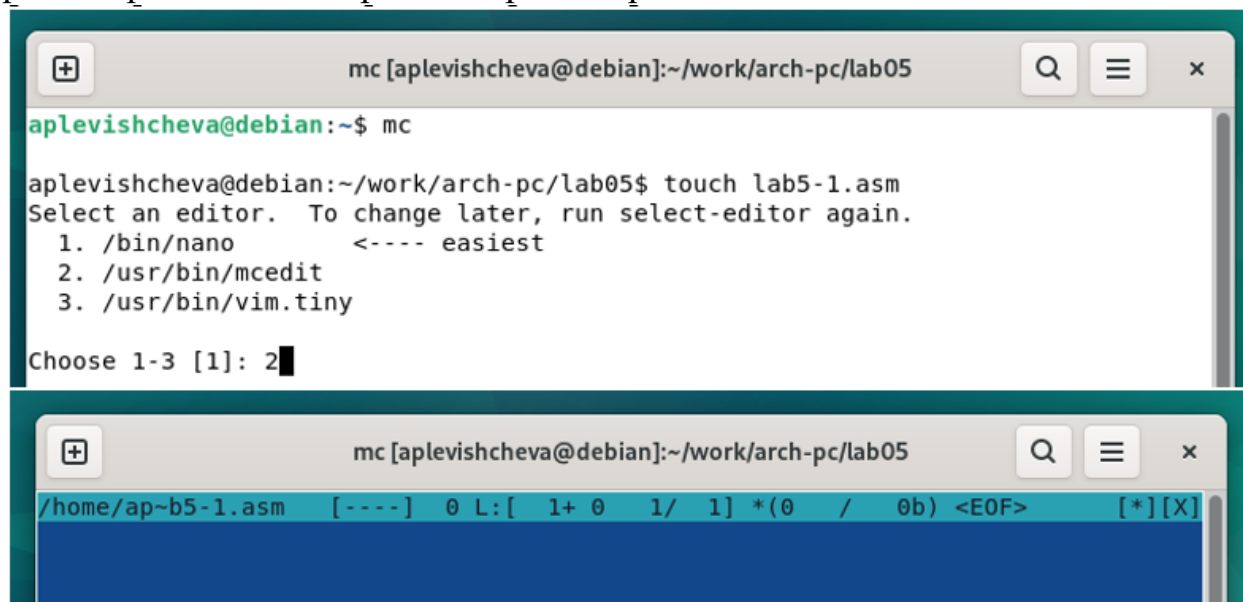 mc [aplevishcheva@debian]:~/work/arch-pc/lab05
aplevishcheva@debian:~$ mc
aplevishcheva@debian:~/work/arch-pc/lab05$ touch lab5-1.asm
Select an editor.  To change later, run select-editor again.
  1. /bin/nano        <---- easiest
  2. /usr/bin/mcedit
  3. /usr/bin/vim.tiny
Choose 1-3 [1]: 2
mc [aplevishcheva@debian]:~/work/arch-pc/lab05
/home/ap~b5-1.asm   [----]  0 L:[  1+ 0   1/  1] *(0   /   0b) <EOF>      [*][X]